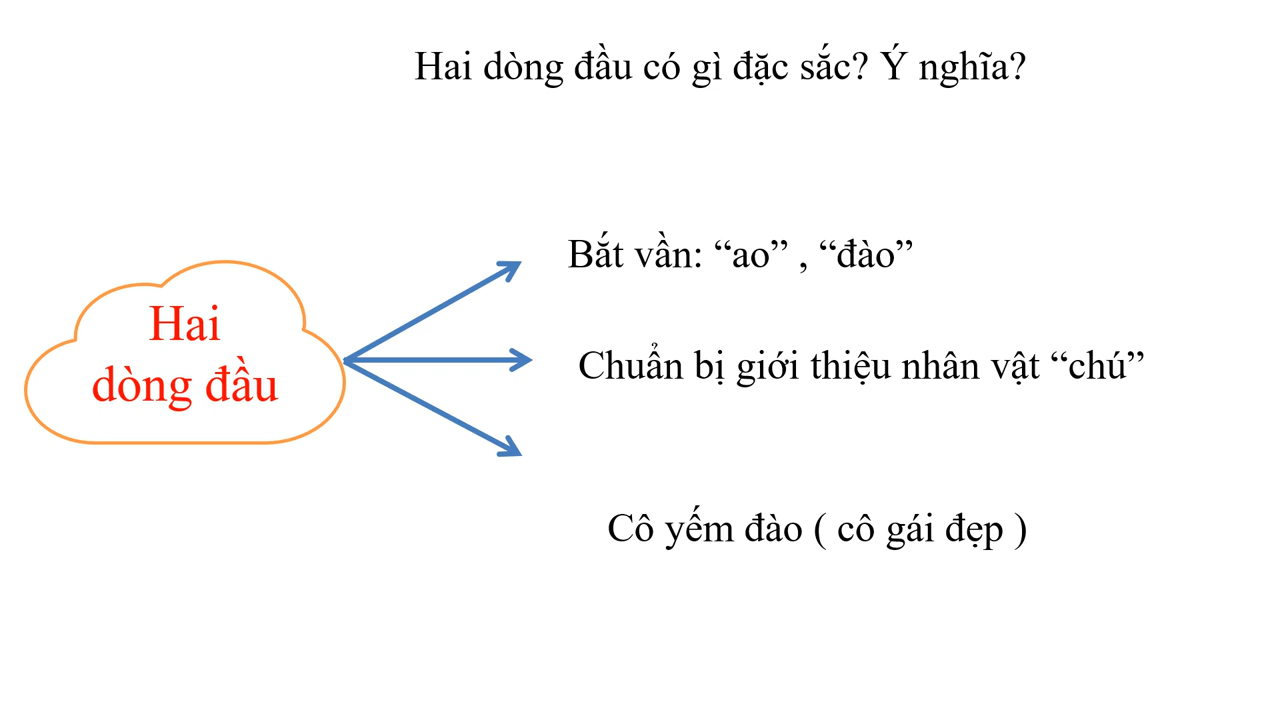 Hai dòng đầu có gì đặc sắc? Ý nghĩa?
Hai
dòng đầu
Bắt vần: “ao” , “đào”
Chuẩn bị giới thiệu nhân vật “chú”
Cô yếm đào ( cô gái đẹp )